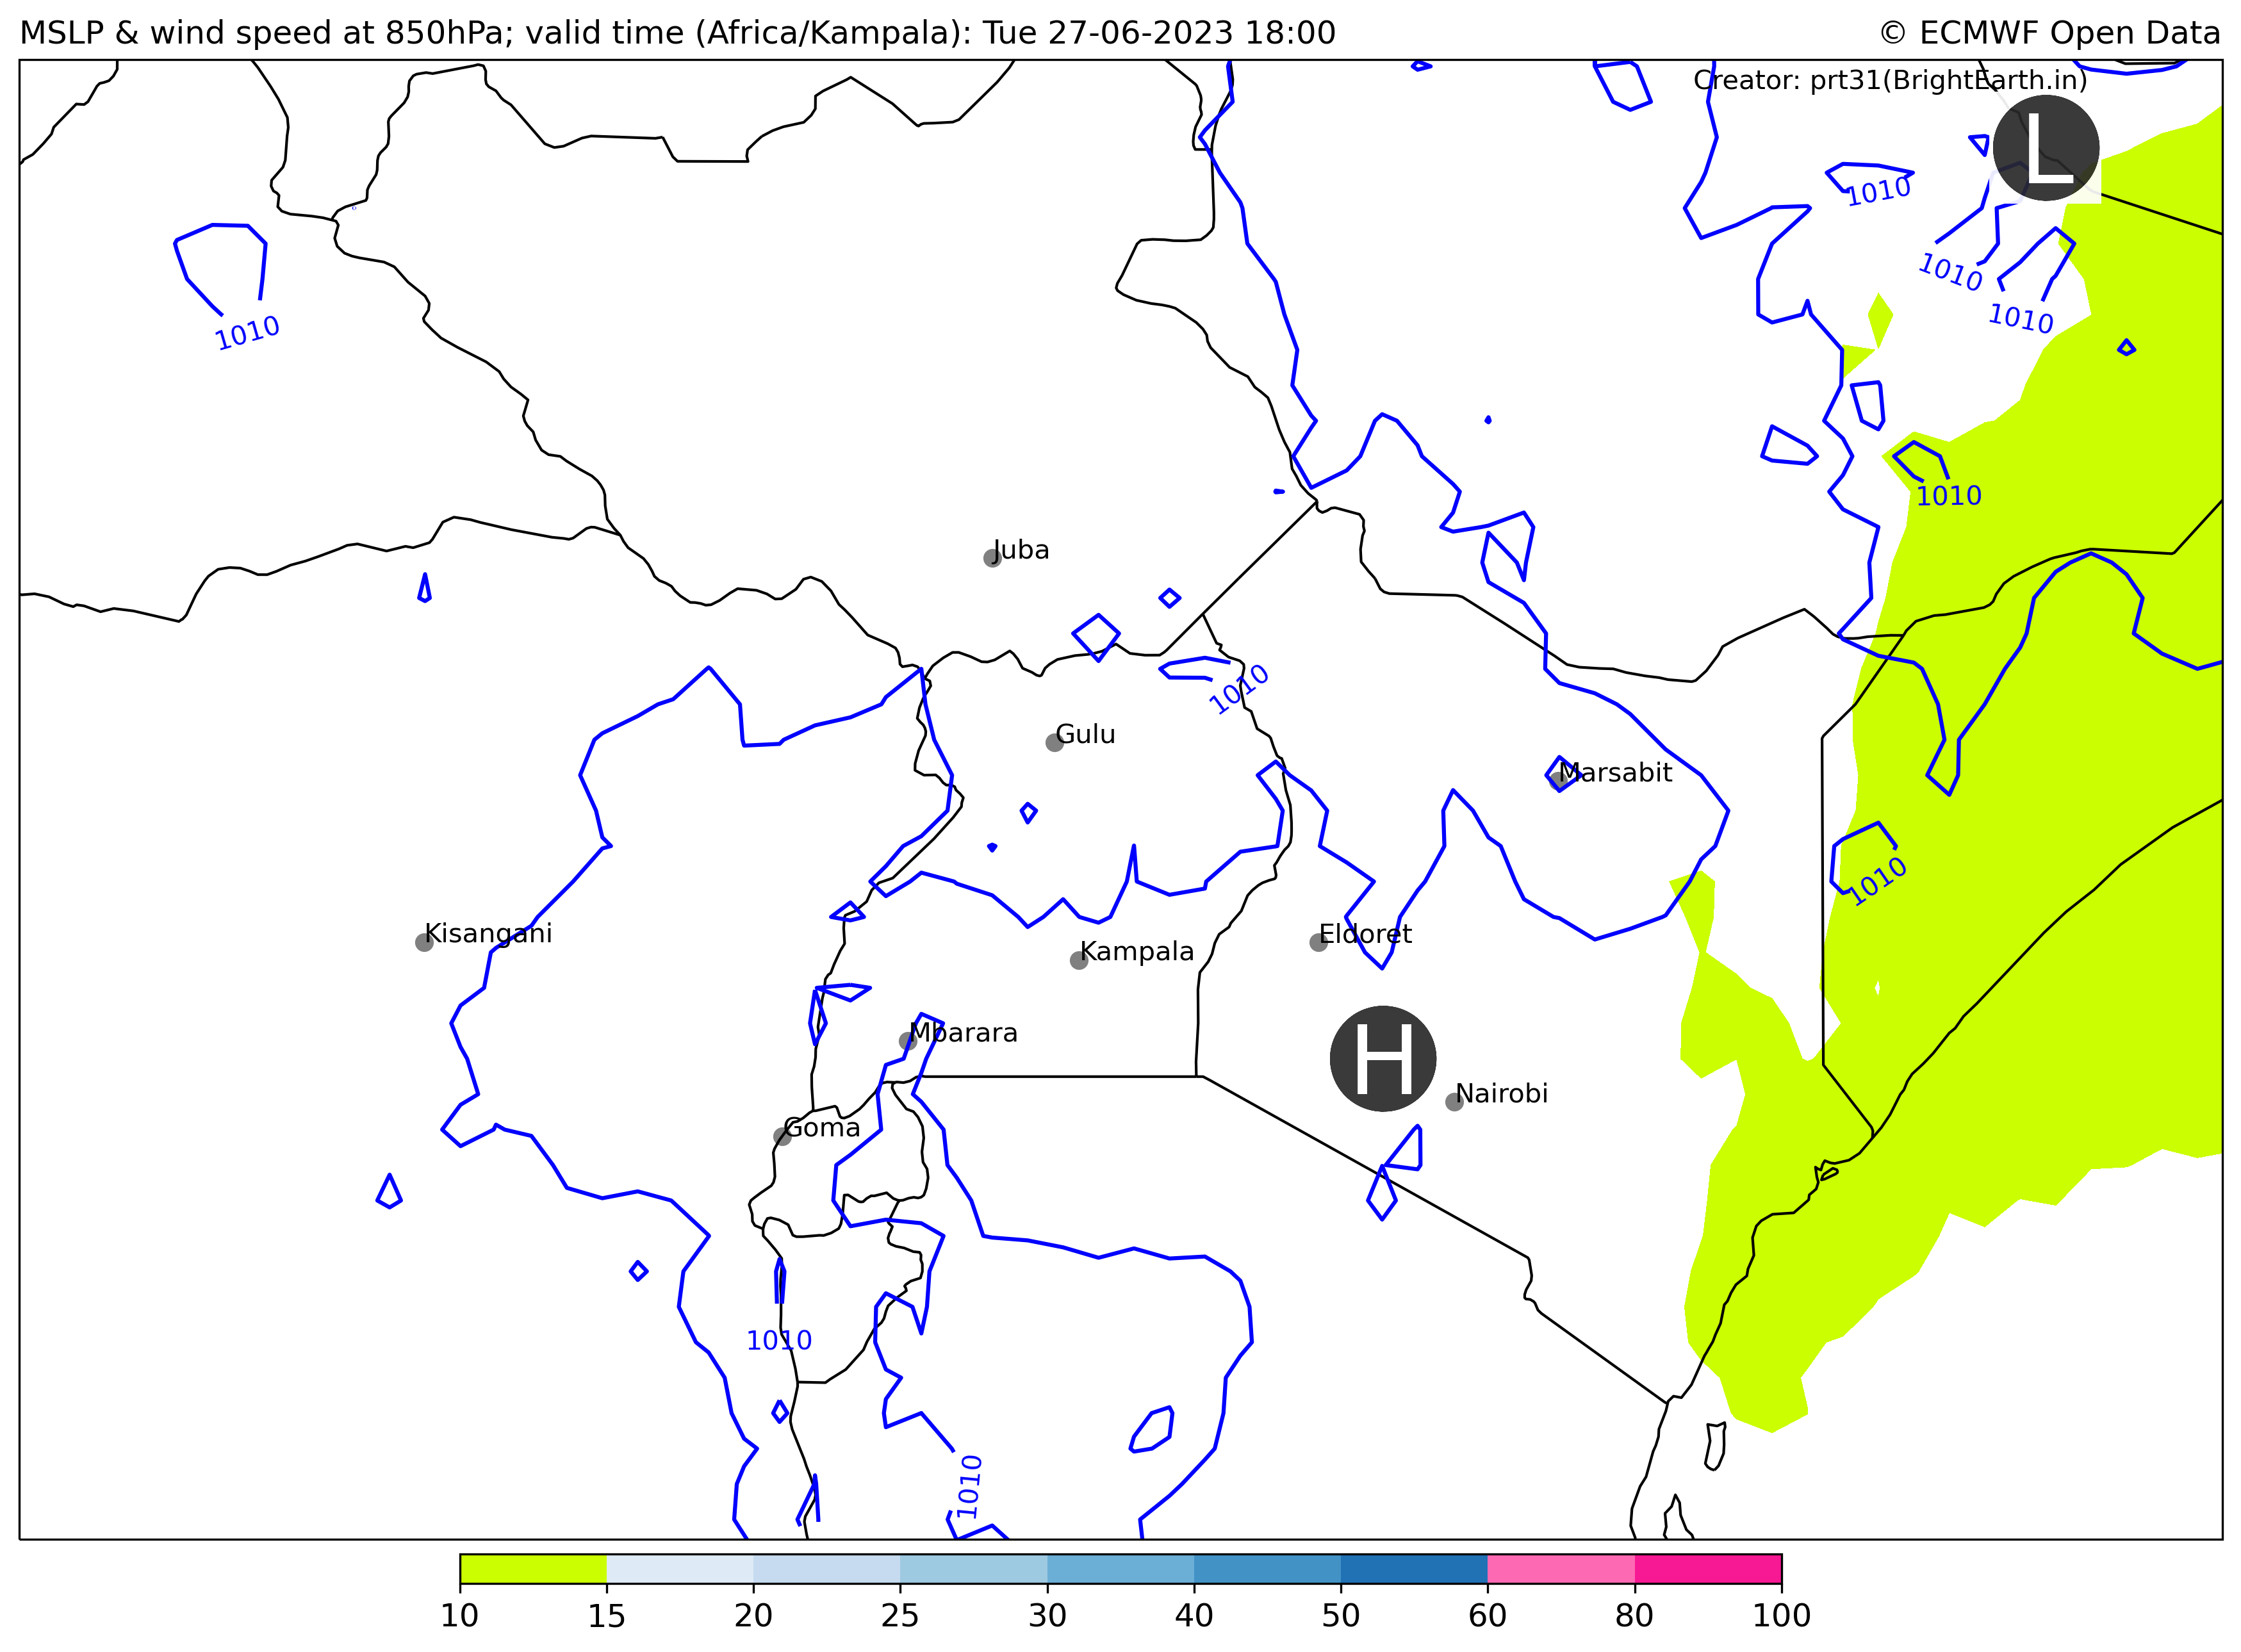 MSLP & wind speed at 850hPa; valid time (Africa/Kampala): Tue 27-06-2023 18:00
© ECMWF Open Data
Creator: prt31(BrightEarth.in)
L
1010
1010
1010
1010
1010
Juba
1010
Gulu
Marsabit
1010
Kisangani
Eldoret
Kampala
Mbarara
H
Nairobi
Goma
1010
1010
10 15 20 25 30 40 50 60 80 100